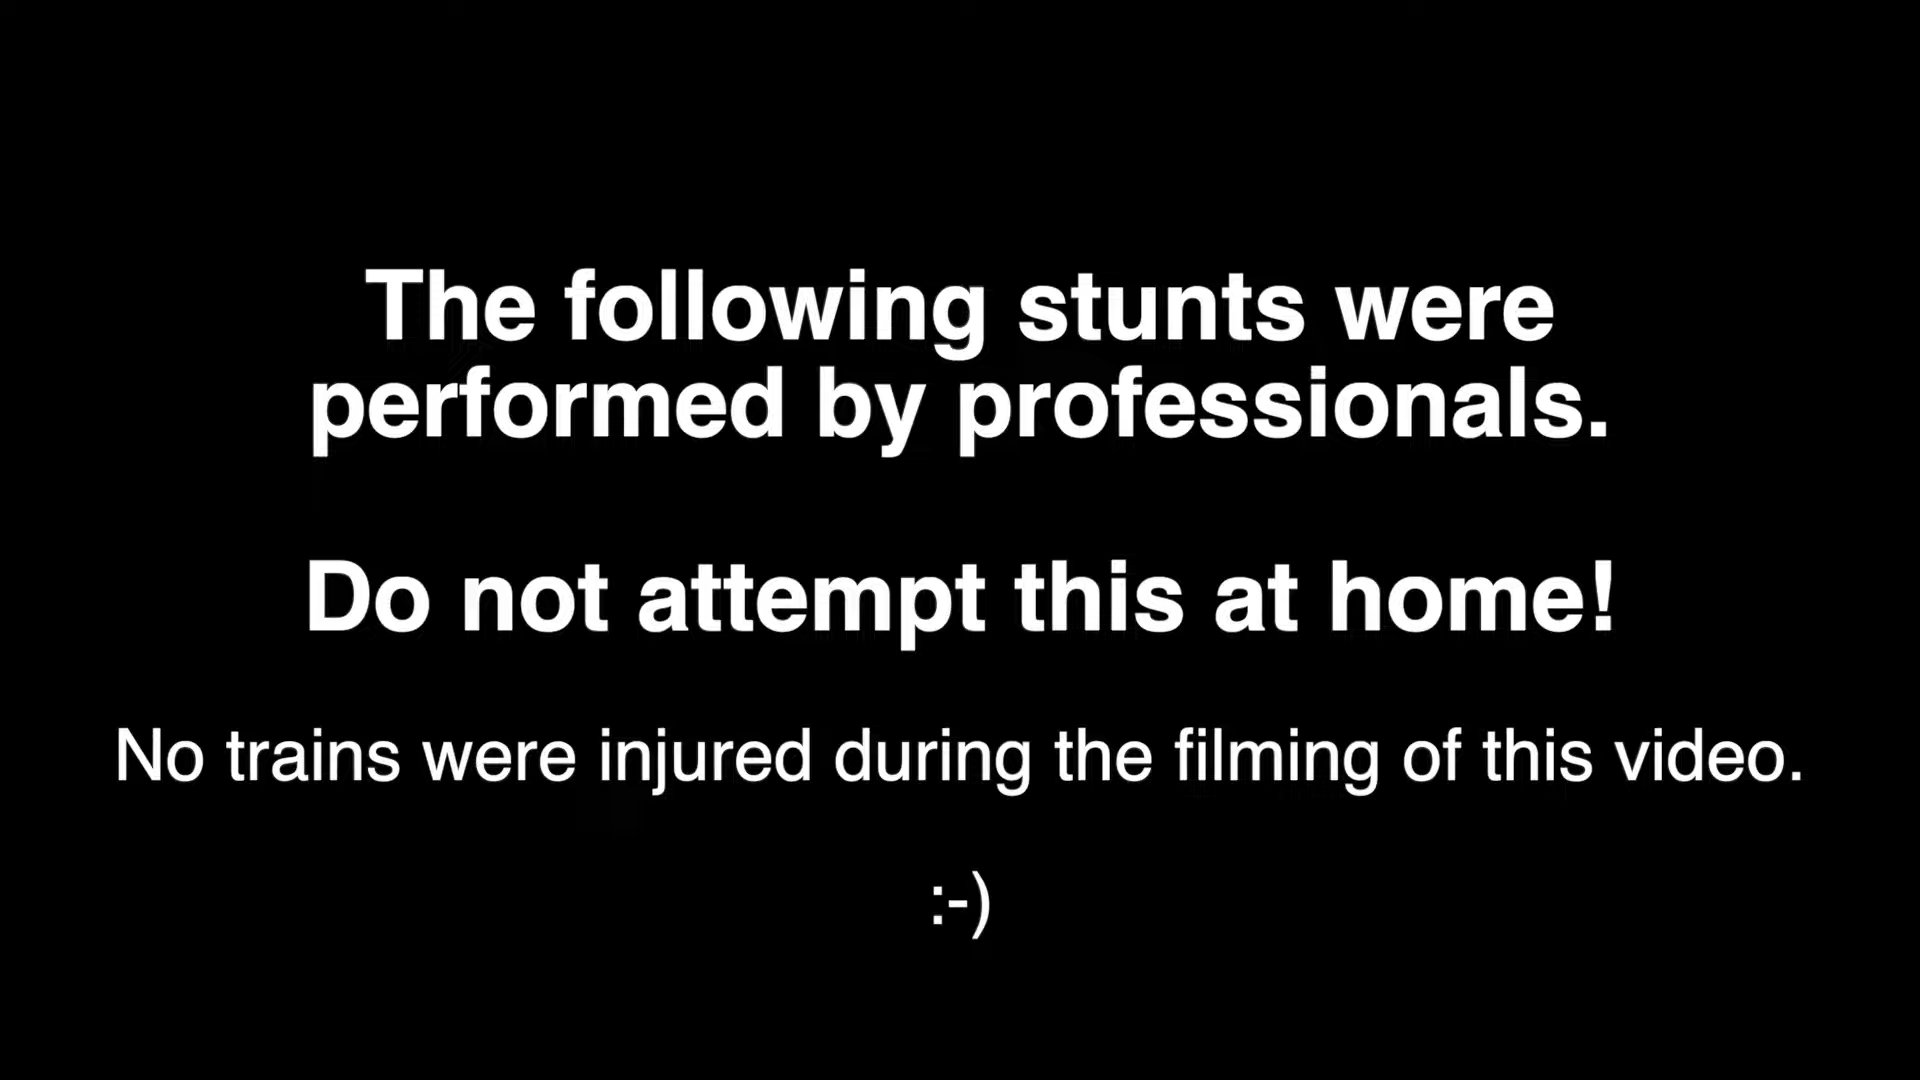 The following stunts were
performed by professionals.
Do not attempt this at home!
No trains were injured during the filming of this video.
:-)